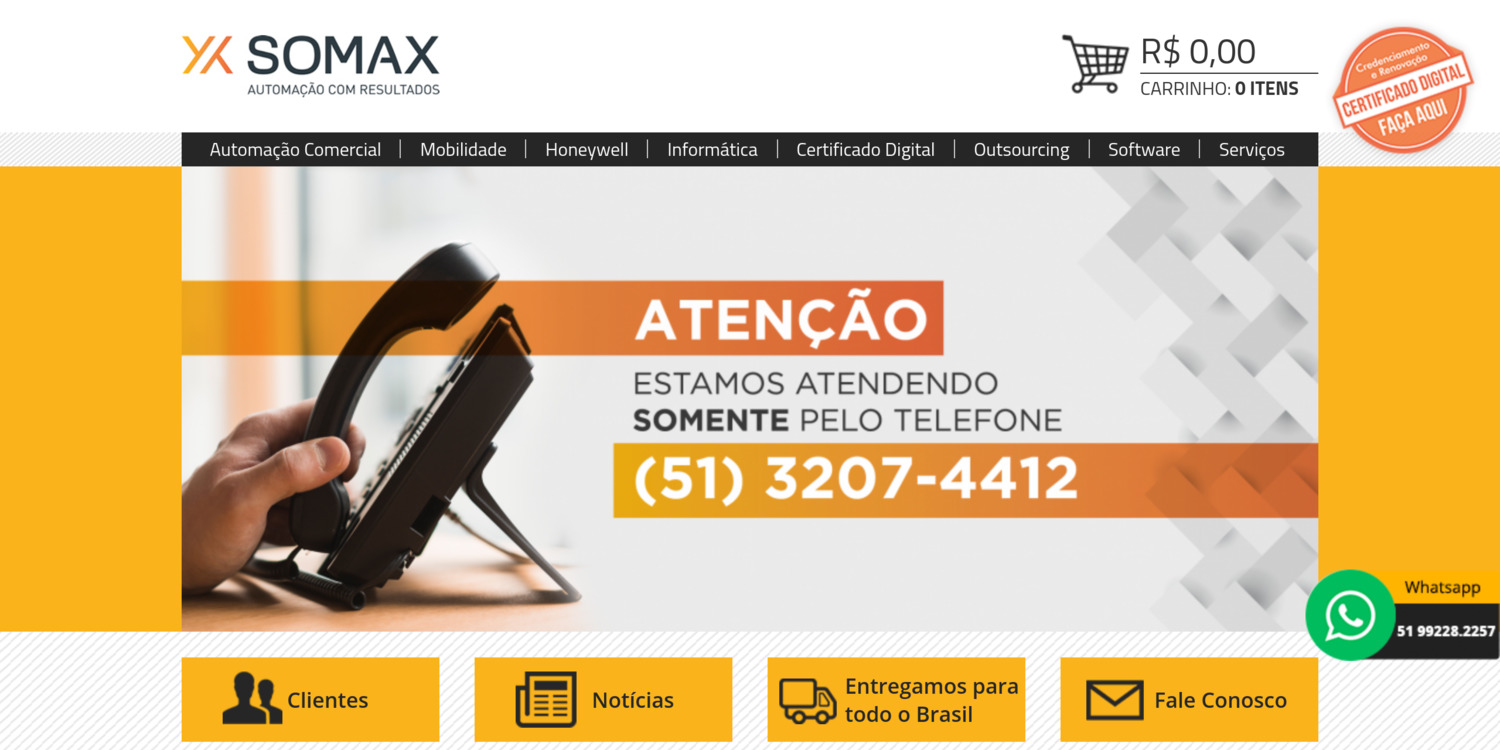 SOMAX
AUTOMAÇÃO COM RESULTADOS
R$ 0,00
CARRINHO: 0 ITENS
Credenciamento
e Renovação
CERTIFICADO DIGITAL
FAÇA AQUI
Automação Comercial | Mobilidade | Honeywell | Informática | Certificado Digital | Outsourcing | Software | Serviços
ATENÇÃO
ESTAMOS ATENDENDO
SOMENTE PELO TELEFONE
(51) 3207-4412
Whatsapp
51 99228.2257
Clientes
Notícias
Entregamos para
todo o Brasil
Fale Conosco